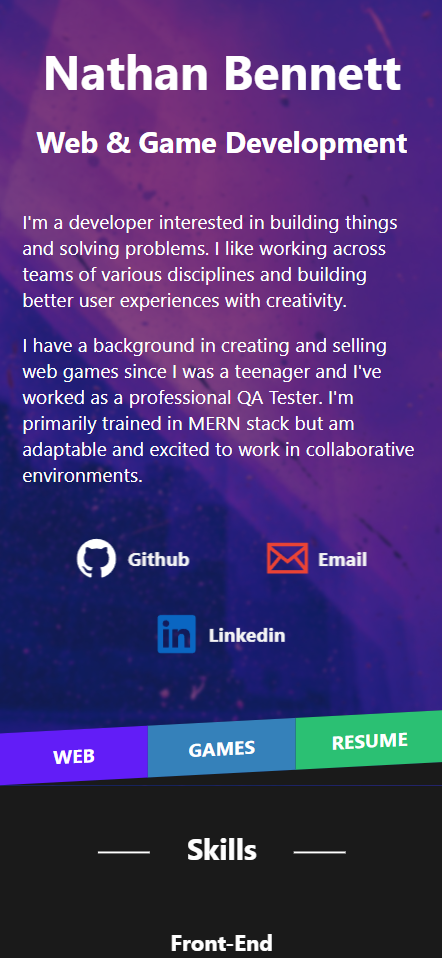 Nathan Bennett
Web & Game Development
I'm a developer interested in building things
and solving problems. I like working across
teams of various disciplines and building
better user experiences with creativity.
I have a background in creating and selling
web games since I was a teenager and I've
worked as a professional QA Tester. I'm
primarily trained in MERN stack but am
adaptable and excited to work in collaborative
environments.
Github
Email
in Linkedin
WEB
GAMES
RESUME
Skills
Front-End